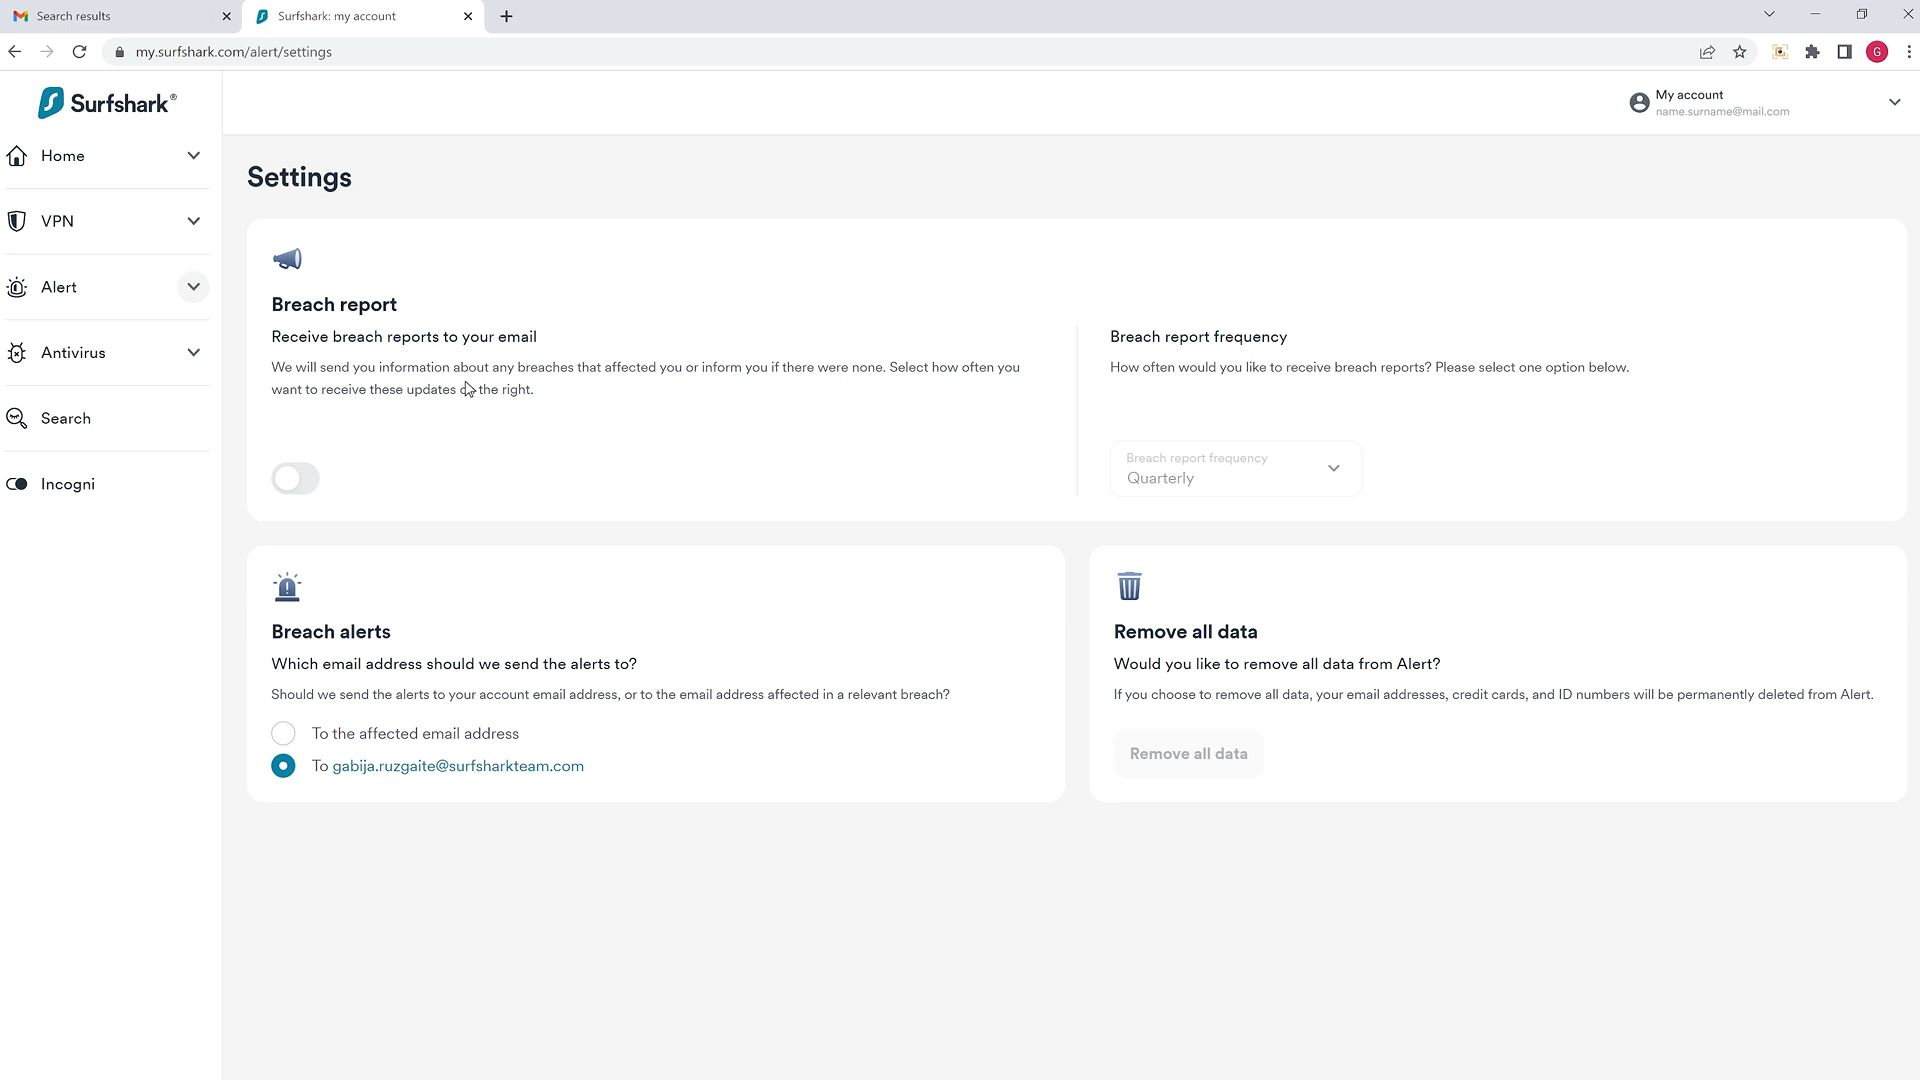 Search results
Surfshark: my account
my.surfshark.com/alert/settings
G
Surfshark®
My account
name.surname@mail.com
Home
VPN
Alert
Antivirus
Search
Incogni
Settings
Breach report
Receive breach reports to your email
We will send you information about any breaches that affected you or inform you if there were none. Select how often you
want to receive these updates on the right.
Breach report frequency
How often would you like to receive breach reports? Please select one option below.
Breach report frequency
Quarterly
Breach alerts
Which email address should we send the alerts to?
Should we send the alerts to your account email address, or to the email address affected in a relevant breach?
To the affected email address
To gabija.ruzgaite@surfsharkteam.com
Remove all data
Would you like to remove all data from Alert?
If you choose to remove all data, your email addresses, credit cards, and ID numbers will be permanently deleted from Alert.
Remove all data